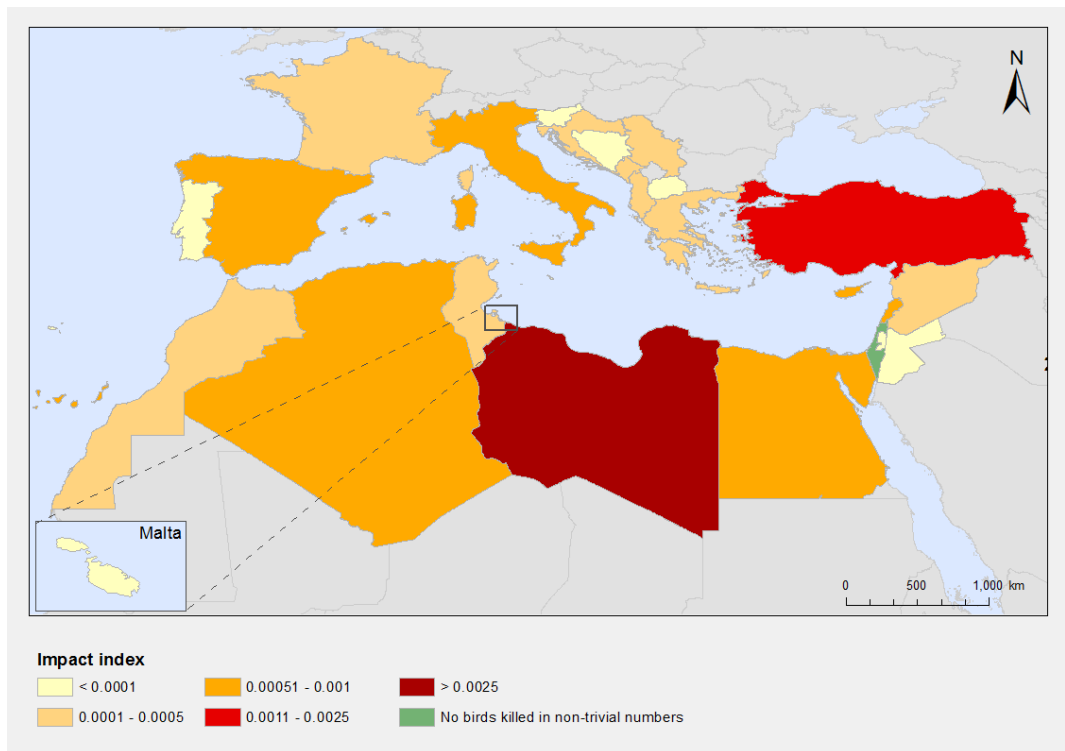 N
Malta
0 500 1,000 km
Impact index
< 0.0001
0.00051 - 0.001
> 0.0025
0.0001 - 0.0005
0.0011 - 0.0025
No birds killed in non-trivial numbers